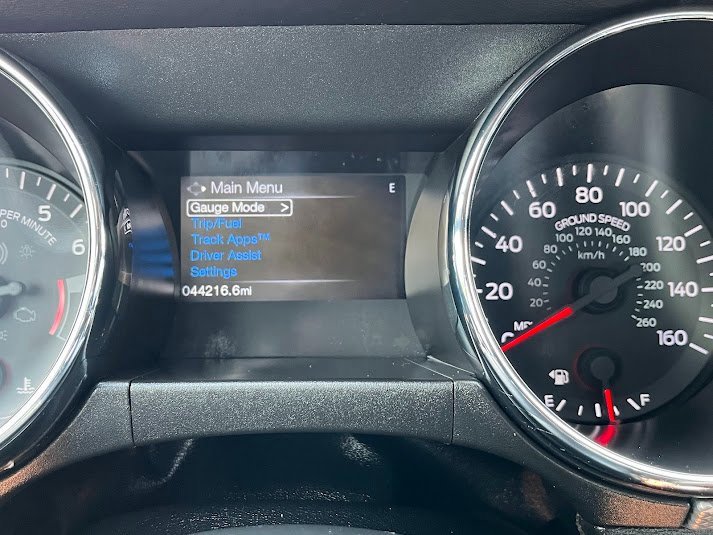 Main Menu
E
Gauge Mode >
Trip/Fuel
Track Apps™
Driver Assist
Settings
044216.6mi
5
6
PER MINUTE
20
40
60
80
100
120
140
160
GROUND SPEED
20
40
60
80
100 120 140
160
180
200
220
240
260
km/h
E
F